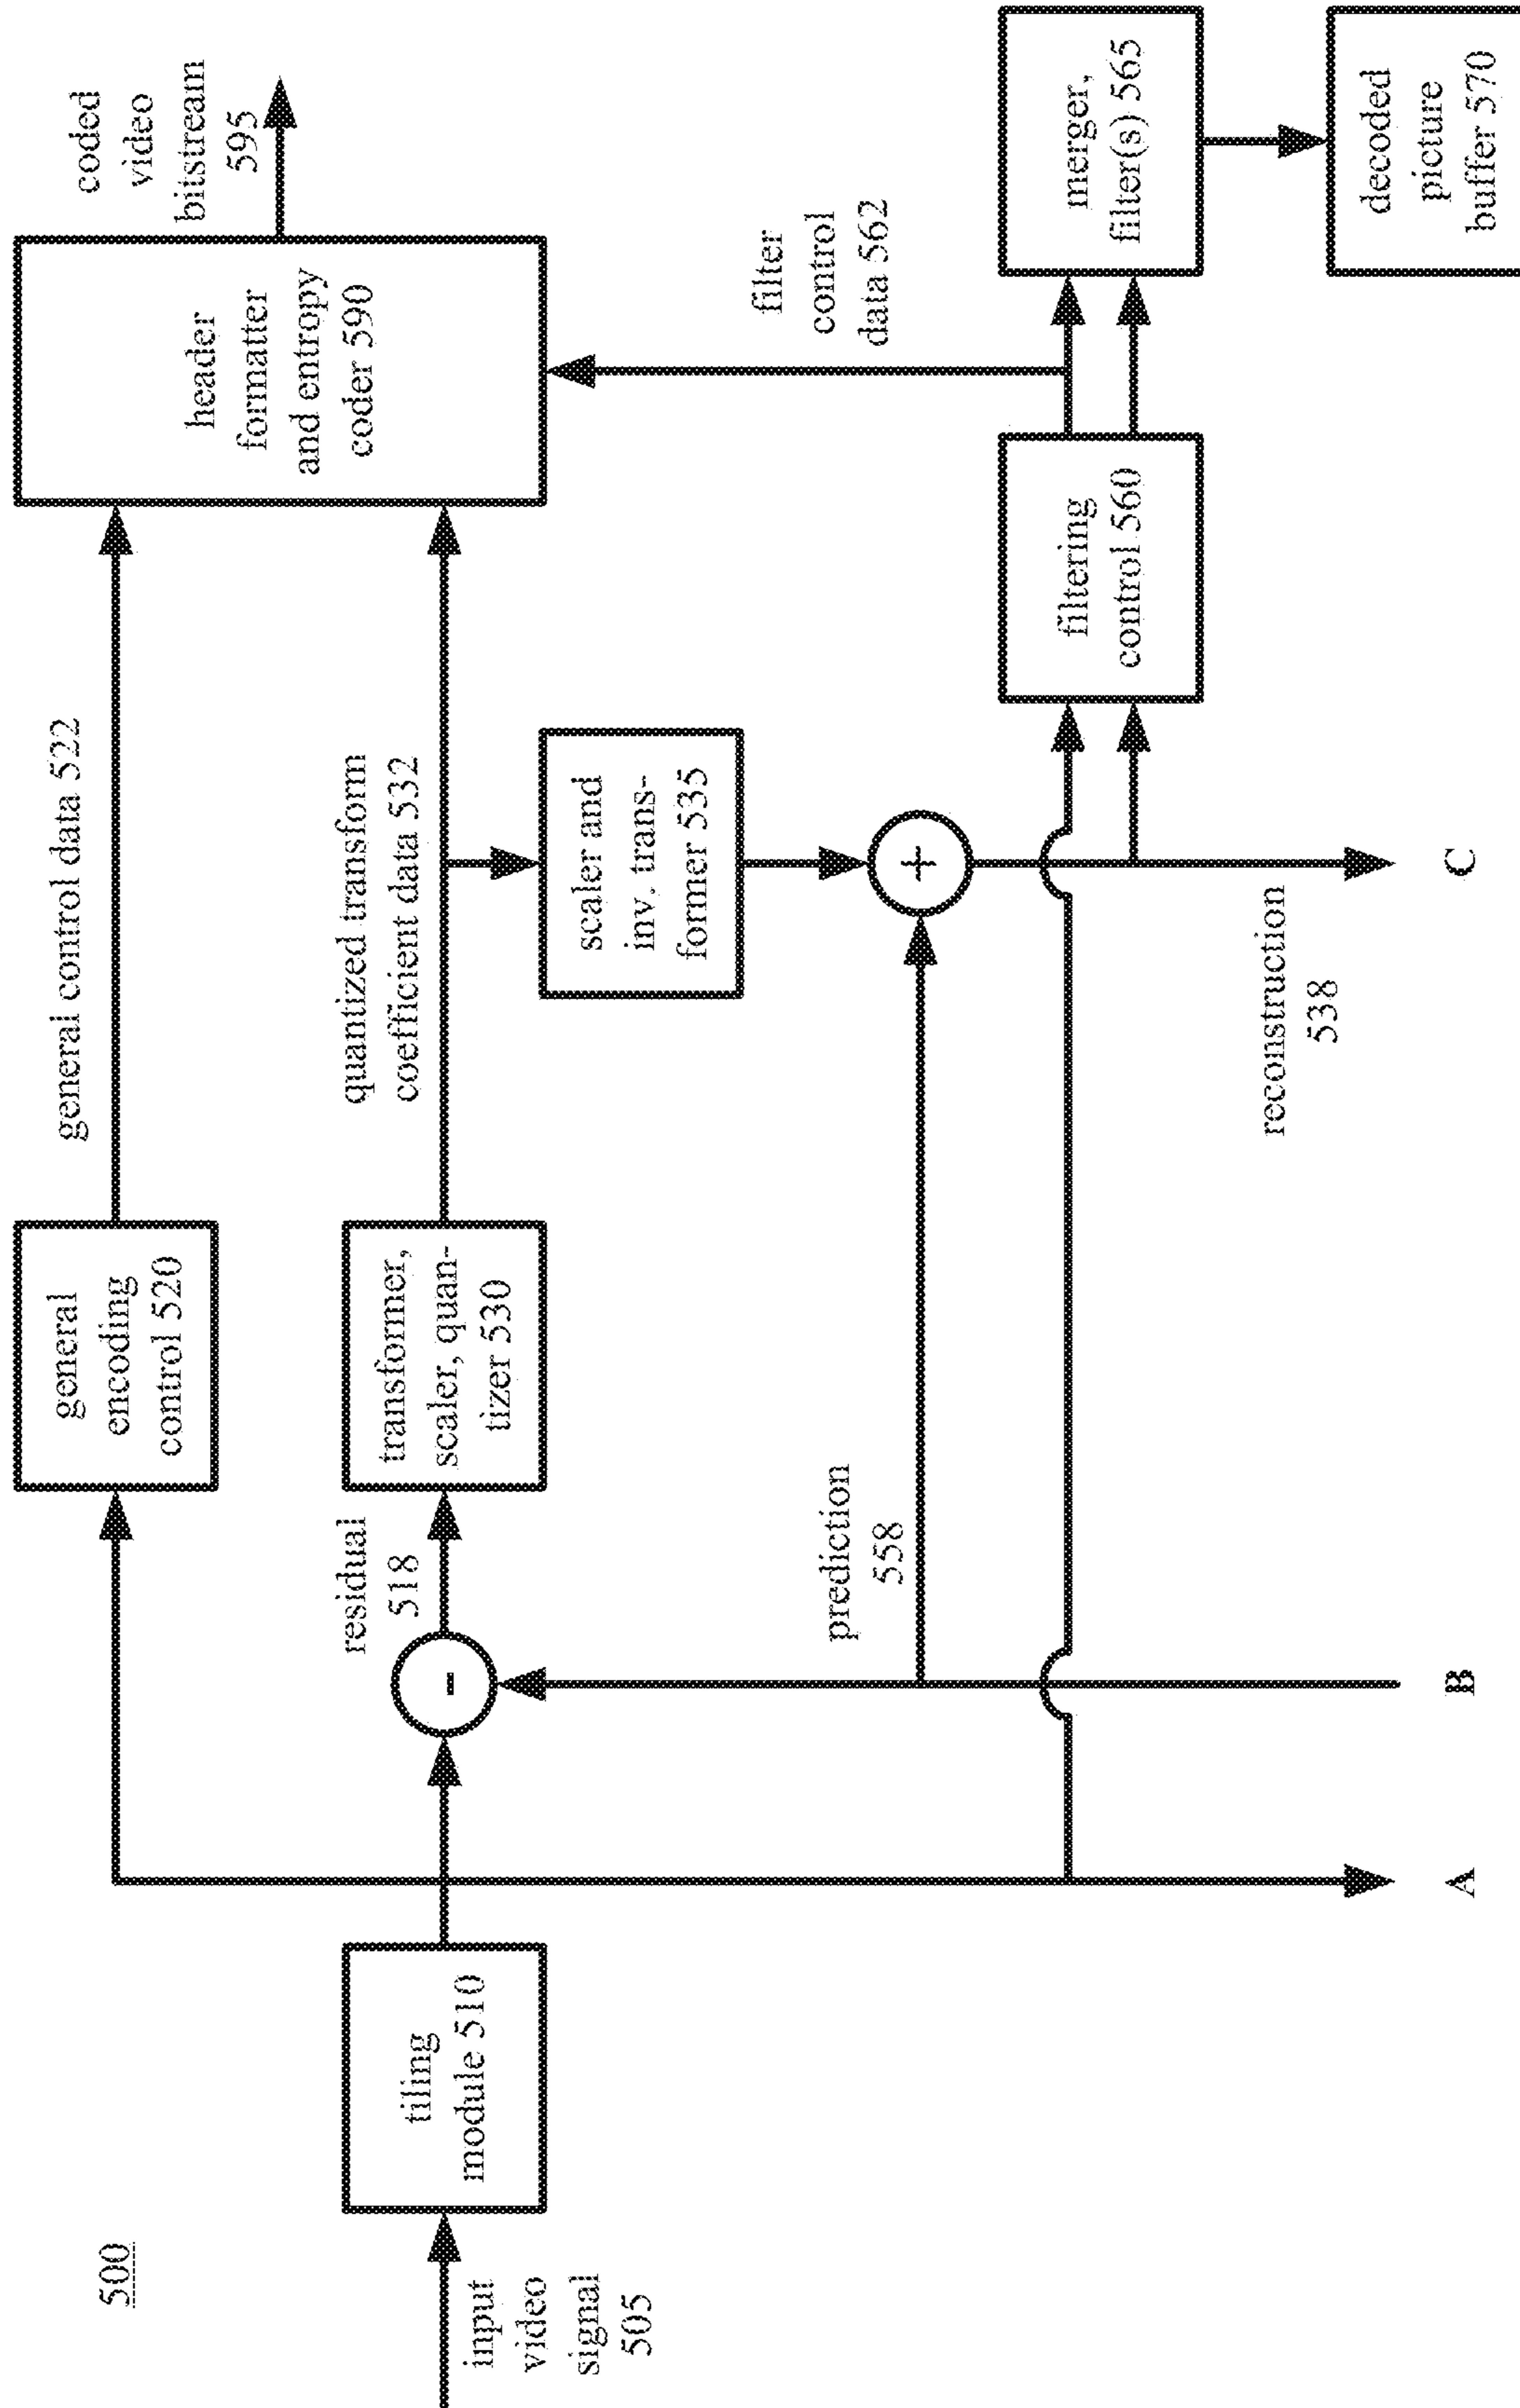 500
input
video
signal
505
tiling
module 510
general
encoding
control 520
general control data 522
residual
518
-
transformer,
scaler, quan-
tizer 530
quantized transform
coefficient data 532
header
formatter
and entropy
coder 590
coded
video
bitstream
595
scaler and
inv. trans-
former 535
prediction
558
+
filter
control
data 562
filtering
control 560
merger,
filter(s) 565
decoded
picture
buffer 570
reconstruction
538
A
B
C